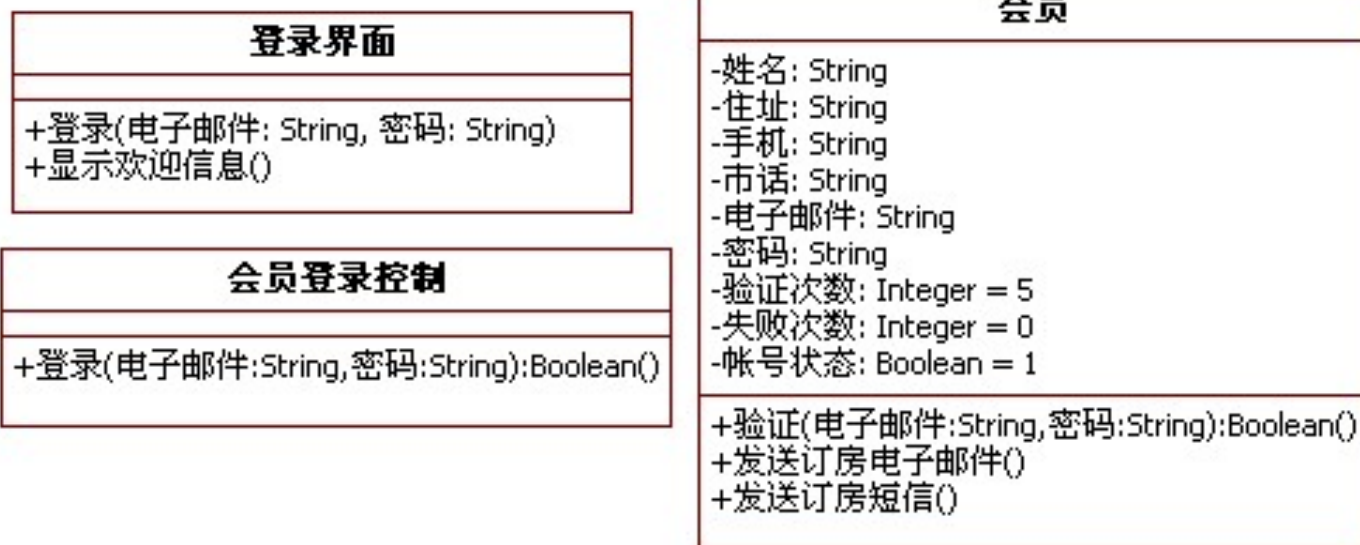 登录界面
+登录(电子邮件: String, 密码: String)
+显示欢迎信息()
会员登录控制
+登录(电子邮件:String,密码:String):Boolean()
会员
-姓名: String
-住址: String
-手机: String
-市话: String
-电子邮件: String
-密码: String
-验证次数: Integer = 5
-失败次数: Integer = 0
-帐号状态: Boolean = 1
+验证(电子邮件:String,密码:String):Boolean()
+发送订房电子邮件()
+发送订房短信()